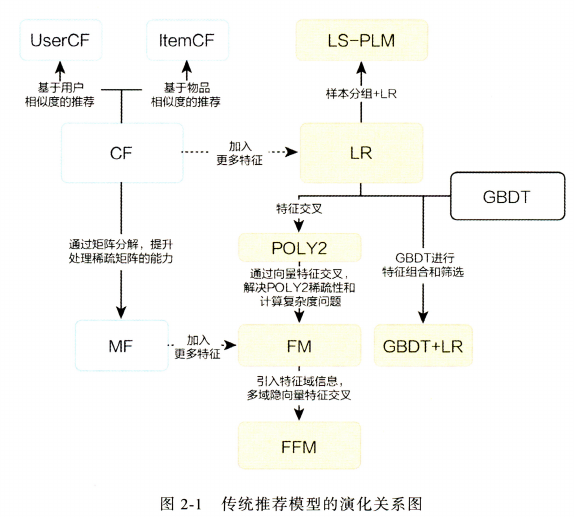 UserCF
ItemCF
LS-PLM
基于用户
相似度的推荐
基于物品
相似度的推荐
样本分组+LR
CF
加入
更多特征
LR
GBDT
特征交叉
通过矩阵分解，提升
处理稀疏矩阵的能力
POLY2
GBDT进行
特征组合和筛选
通过向量特征交叉，
解决POLY2稀疏性和
计算复杂度问题
MF
加入
更多特征
FM
GBDT+LR
引入特征域信息，
多域隐向量特征交叉
FFM
图 2-1 传统推荐模型的演化关系图